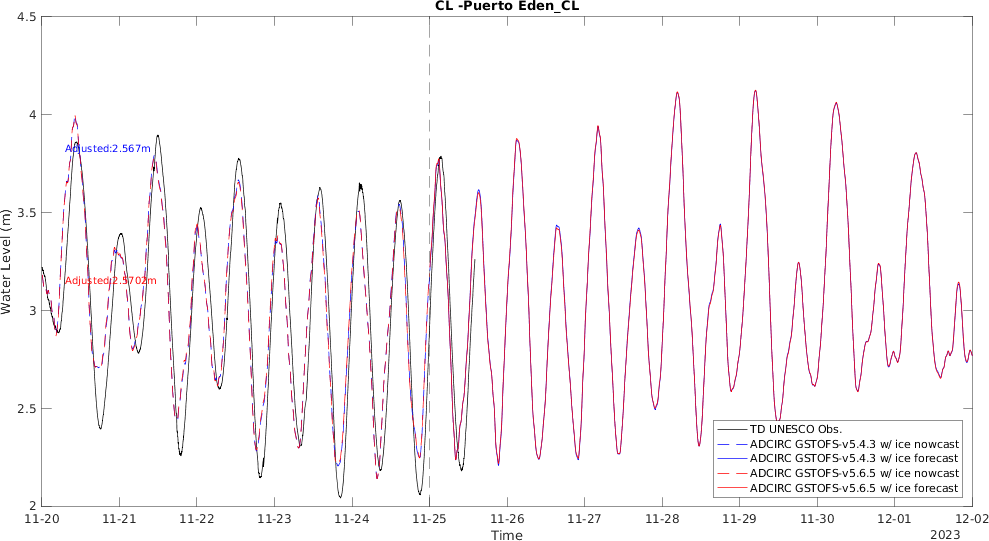 CL -Puerto Eden_CL
4.5
4
3.5
3
2.5
2
Water Level (m)
Adjusted:2.567m
Adjusted:2.5702m
TD UNESCO Obs.
ADCIRC GSTOFS-v5.4.3 w/ ice nowcast
ADCIRC GSTOFS-v5.4.3 w/ ice forecast
ADCIRC GSTOFS-v5.6.5 w/ ice nowcast
ADCIRC GSTOFS-v5.6.5 w/ ice forecast
11-20 11-21 11-22 11-23 11-24 11-25 11-26 11-27 11-28 11-29 11-30 12-01 12-02
Time
2023